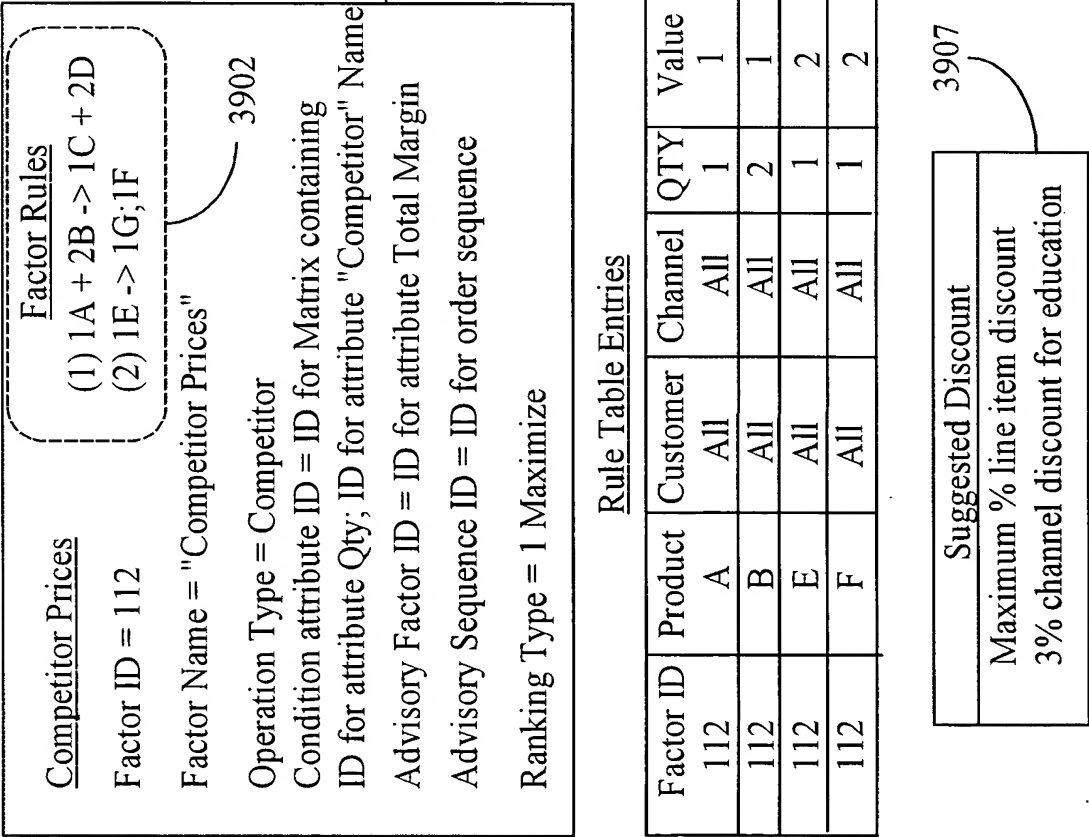 Competitor Prices
Factor Rules
(1) 1A + 2B -> 1C + 2D
(2) 1E -> 1G;1F
Factor ID = 112
3902
Factor Name = "Competitor Prices"
Operation Type = Competitor
Condition attribute ID = ID for Matrix containing
ID for attribute Qty; ID for attribute "Competitor" Name
Advisory Factor ID = ID for attribute Total Margin
Advisory Sequence ID = ID for order sequence
Ranking Type = 1 Maximize
Rule Table Entries
Factor ID Product Customer Channel QTY Value
112 A All All 1 1
112 B All All 2 1
112 E All All 1 2
112 F All All 1 2
3907
Suggested Discount
Maximum % line item discount
3% channel discount for education